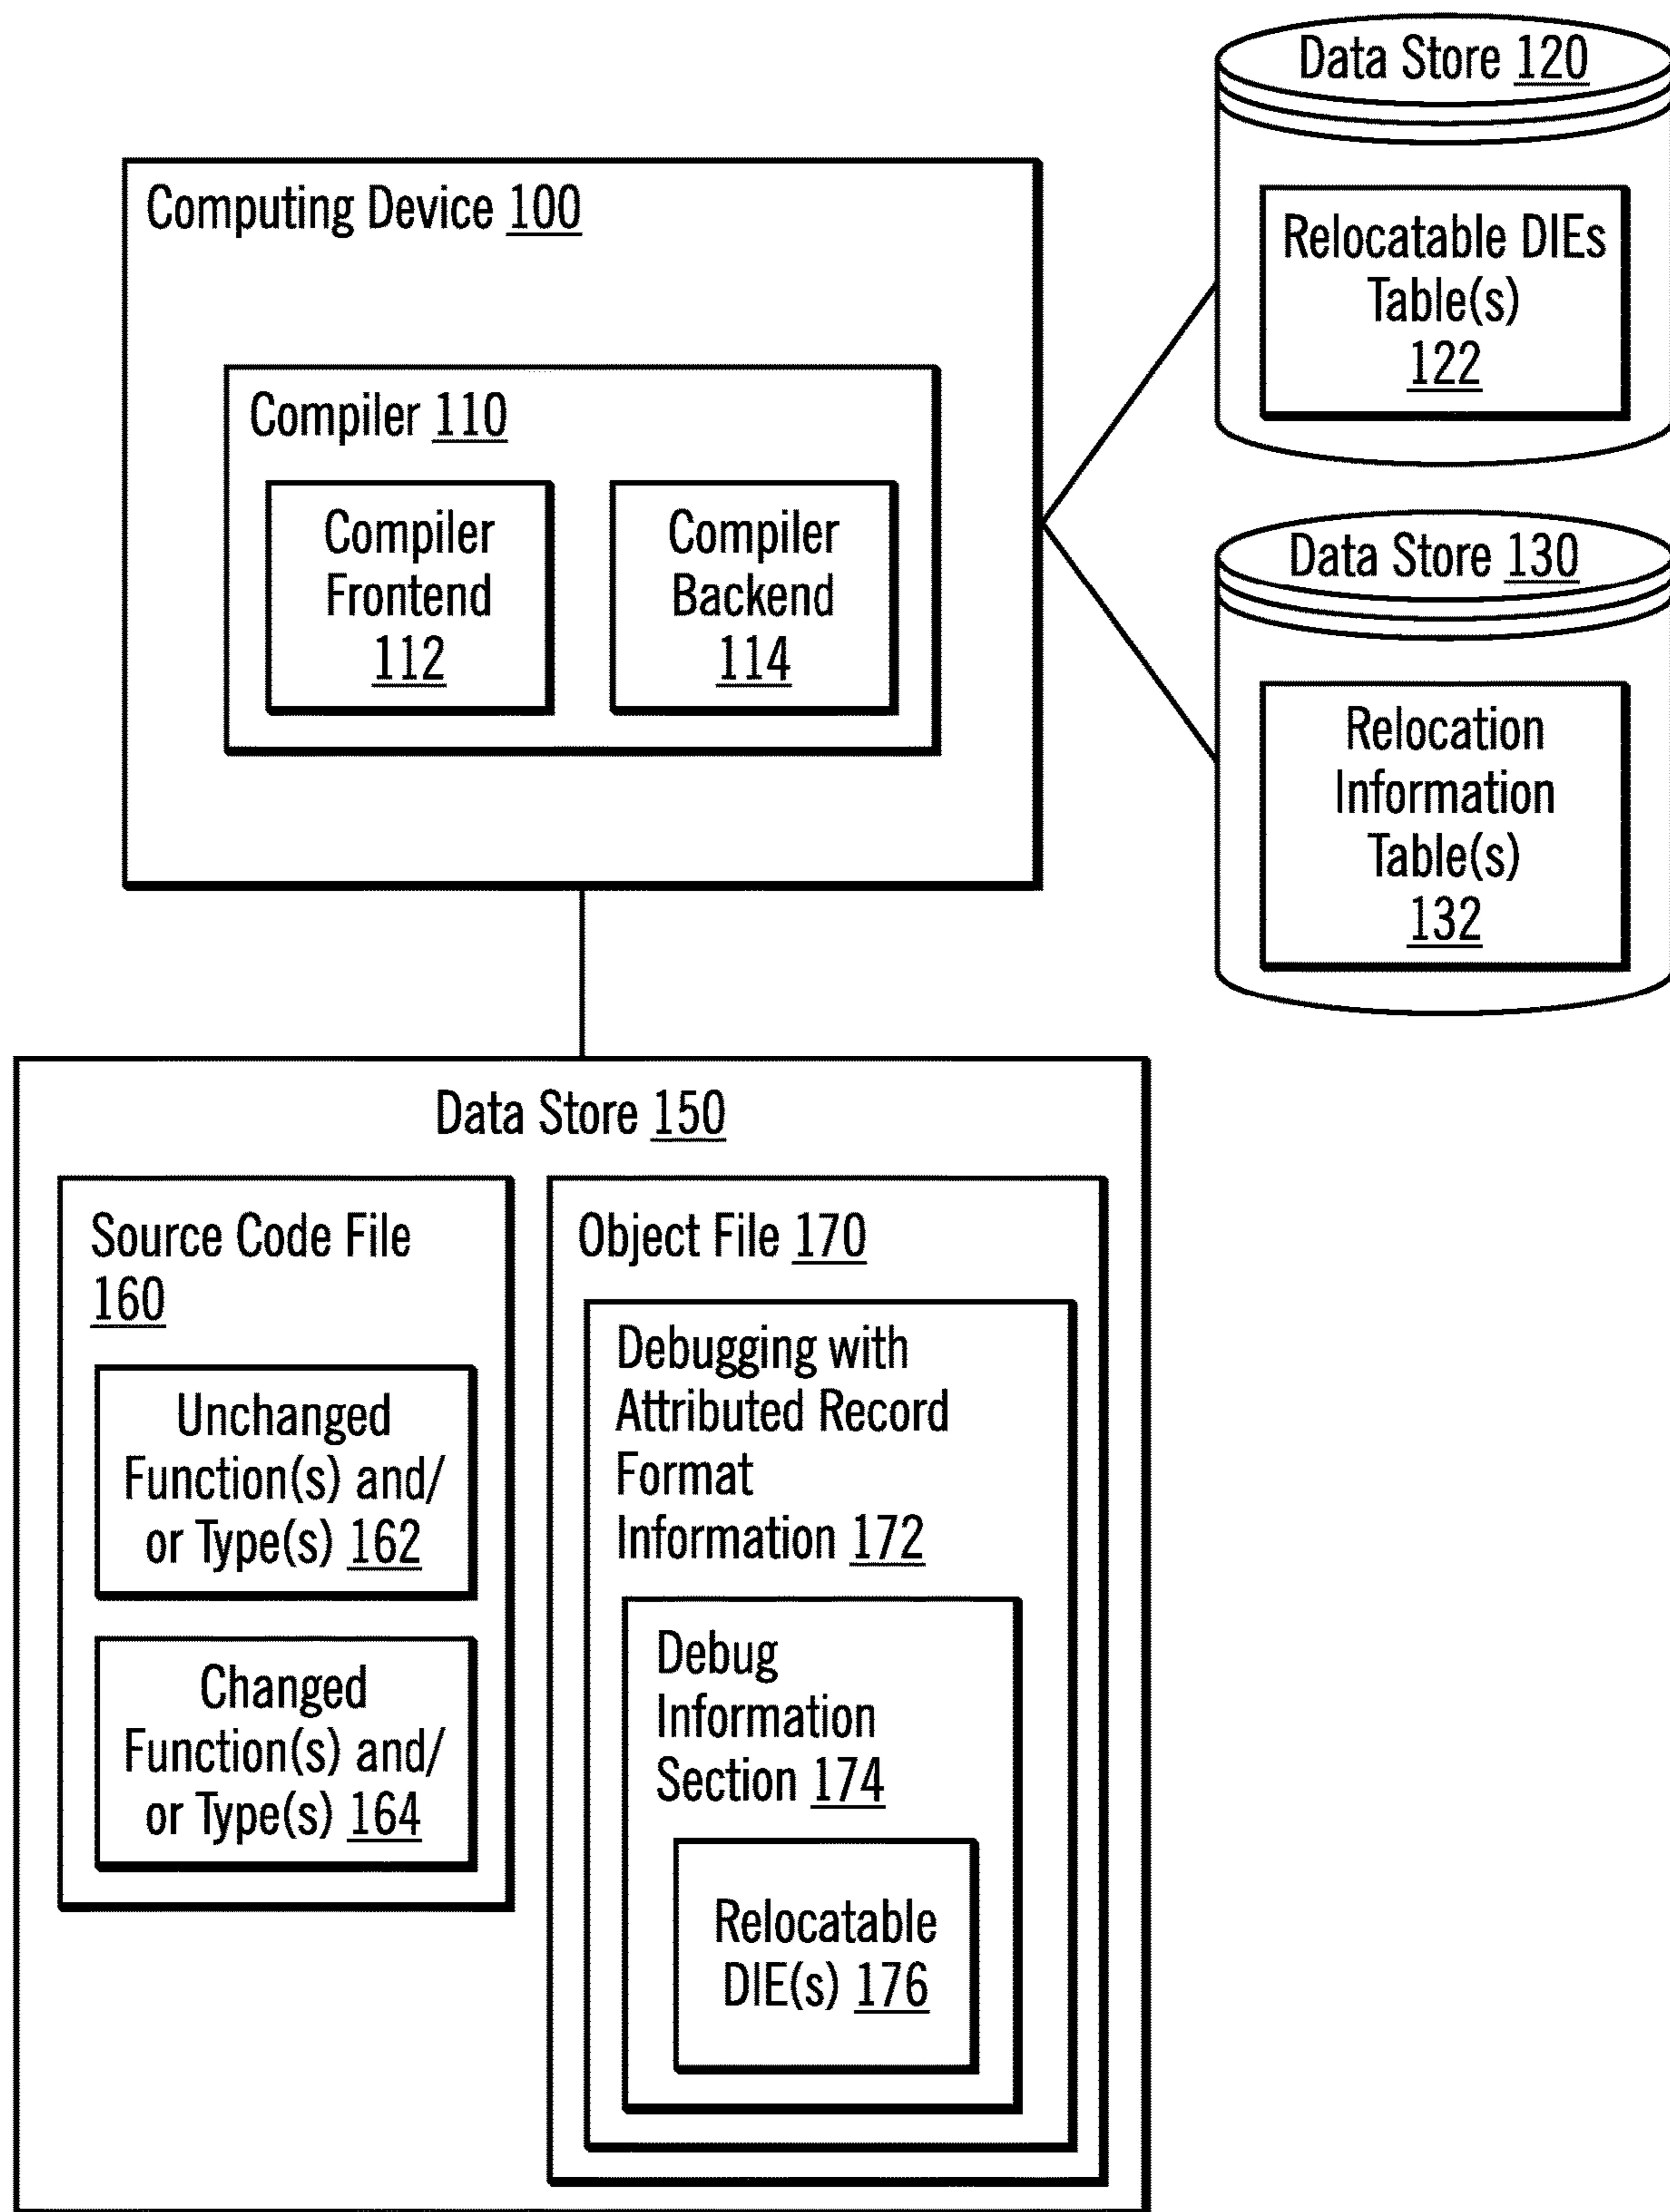 Data Store 120
Relocatable DIEs
Table(s)
122
Computing Device 100
Compiler 110
Compiler
Frontend
112
Compiler
Backend
114
Data Store 130
Relocation
Information
Table(s)
132
Data Store 150
Source Code File
160
Unchanged
Function(s) and/
or Type(s) 162
Changed
Function(s) and/
or Type(s) 164
Object File 170
Debugging with
Attributed Record
Format
Information 172
Debug
Information
Section 174
Relocatable
DIE(s) 176